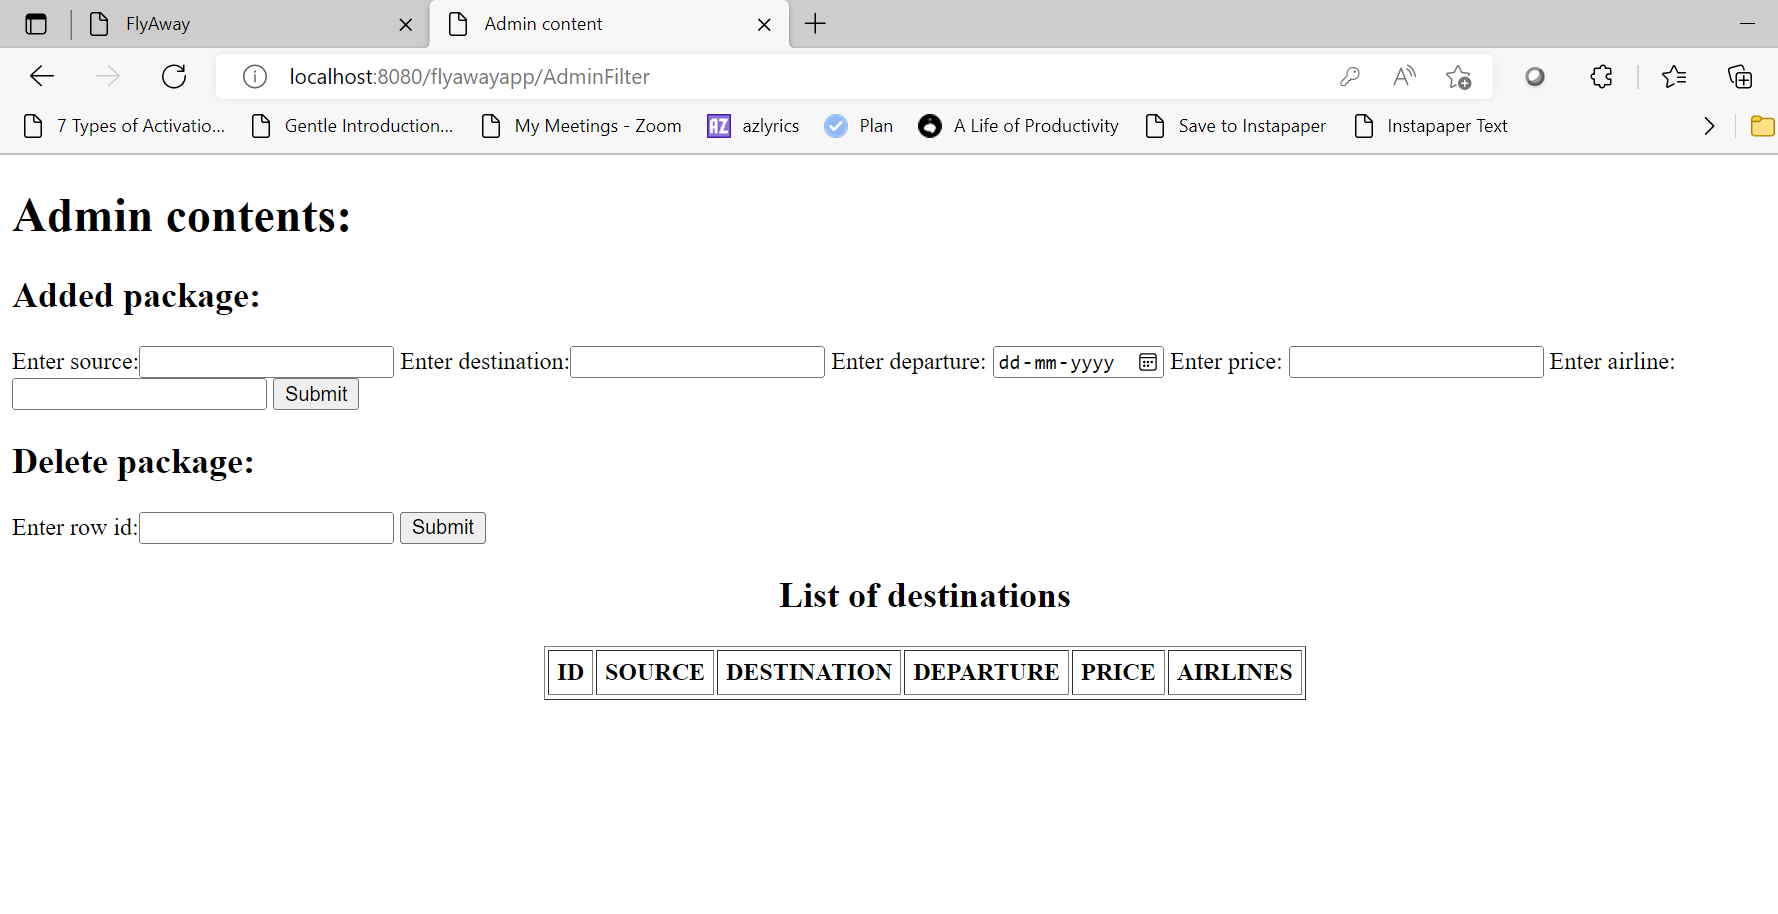 FlyAway
Admin content
localhost:8080/flyawayapp/AdminFilter
7 Types of Activatio... Gentle Introduction... My Meetings - Zoom AZ azlyrics Plan A Life of Productivity Save to Instapaper Instapaper Text
Admin contents:
Added package:
Enter source: Enter destination: Enter departure: dd-mm-yyyy Enter price: Enter airline:
Submit
Delete package:
Enter row id: Submit
List of destinations
ID SOURCE DESTINATION DEPARTURE PRICE AIRLINES